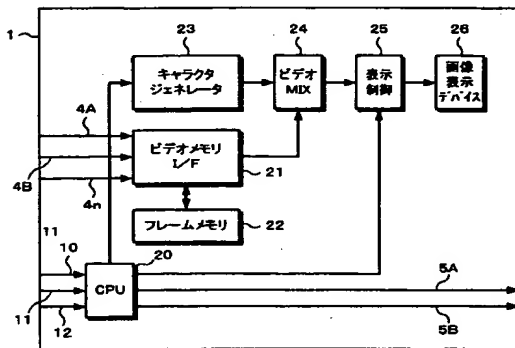 1
23
24
25
26
キャラクタ
ジェネレータ
ビデオ
MIX
表示
制御
画像
表示
デバイス
4A
4B
4n
ビデオメモリ
I/F
21
フレームメモリ
22
11
20
10
11
12
CPU
5A
5B